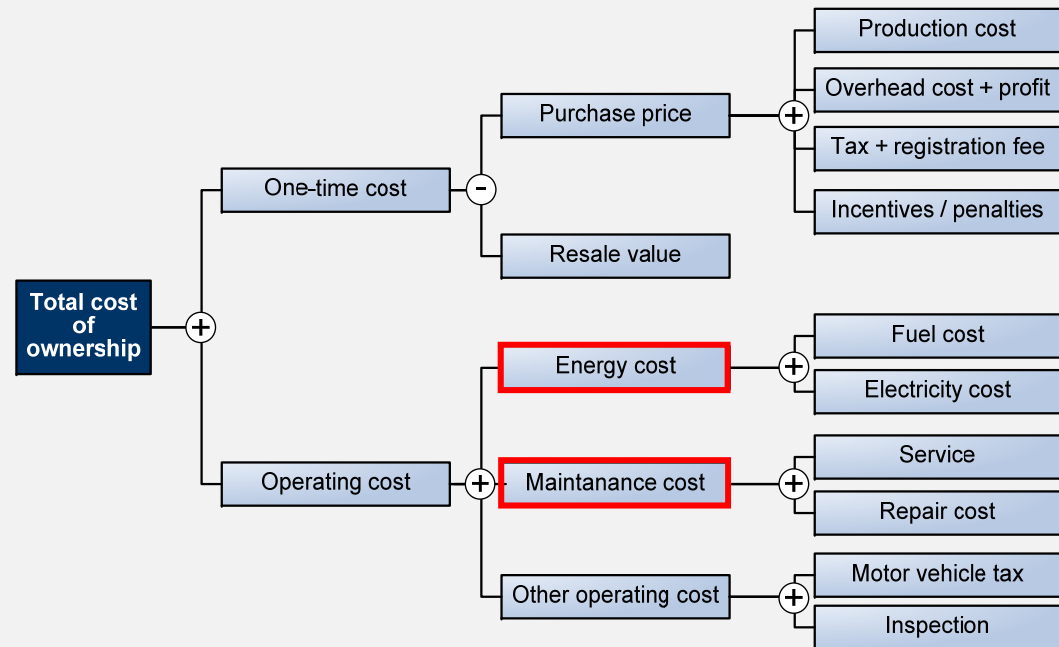 Production cost
Overhead cost + profit
Purchase price
+
Tax + registration fee
One-time cost
-
Incentives / penalties
Resale value
Total cost
of
ownership
+
Fuel cost
Energy cost
+
Electricity cost
Service
Operating cost
+
Maintanance cost
+
Repair cost
Motor vehicle tax
Other operating cost
+
Inspection